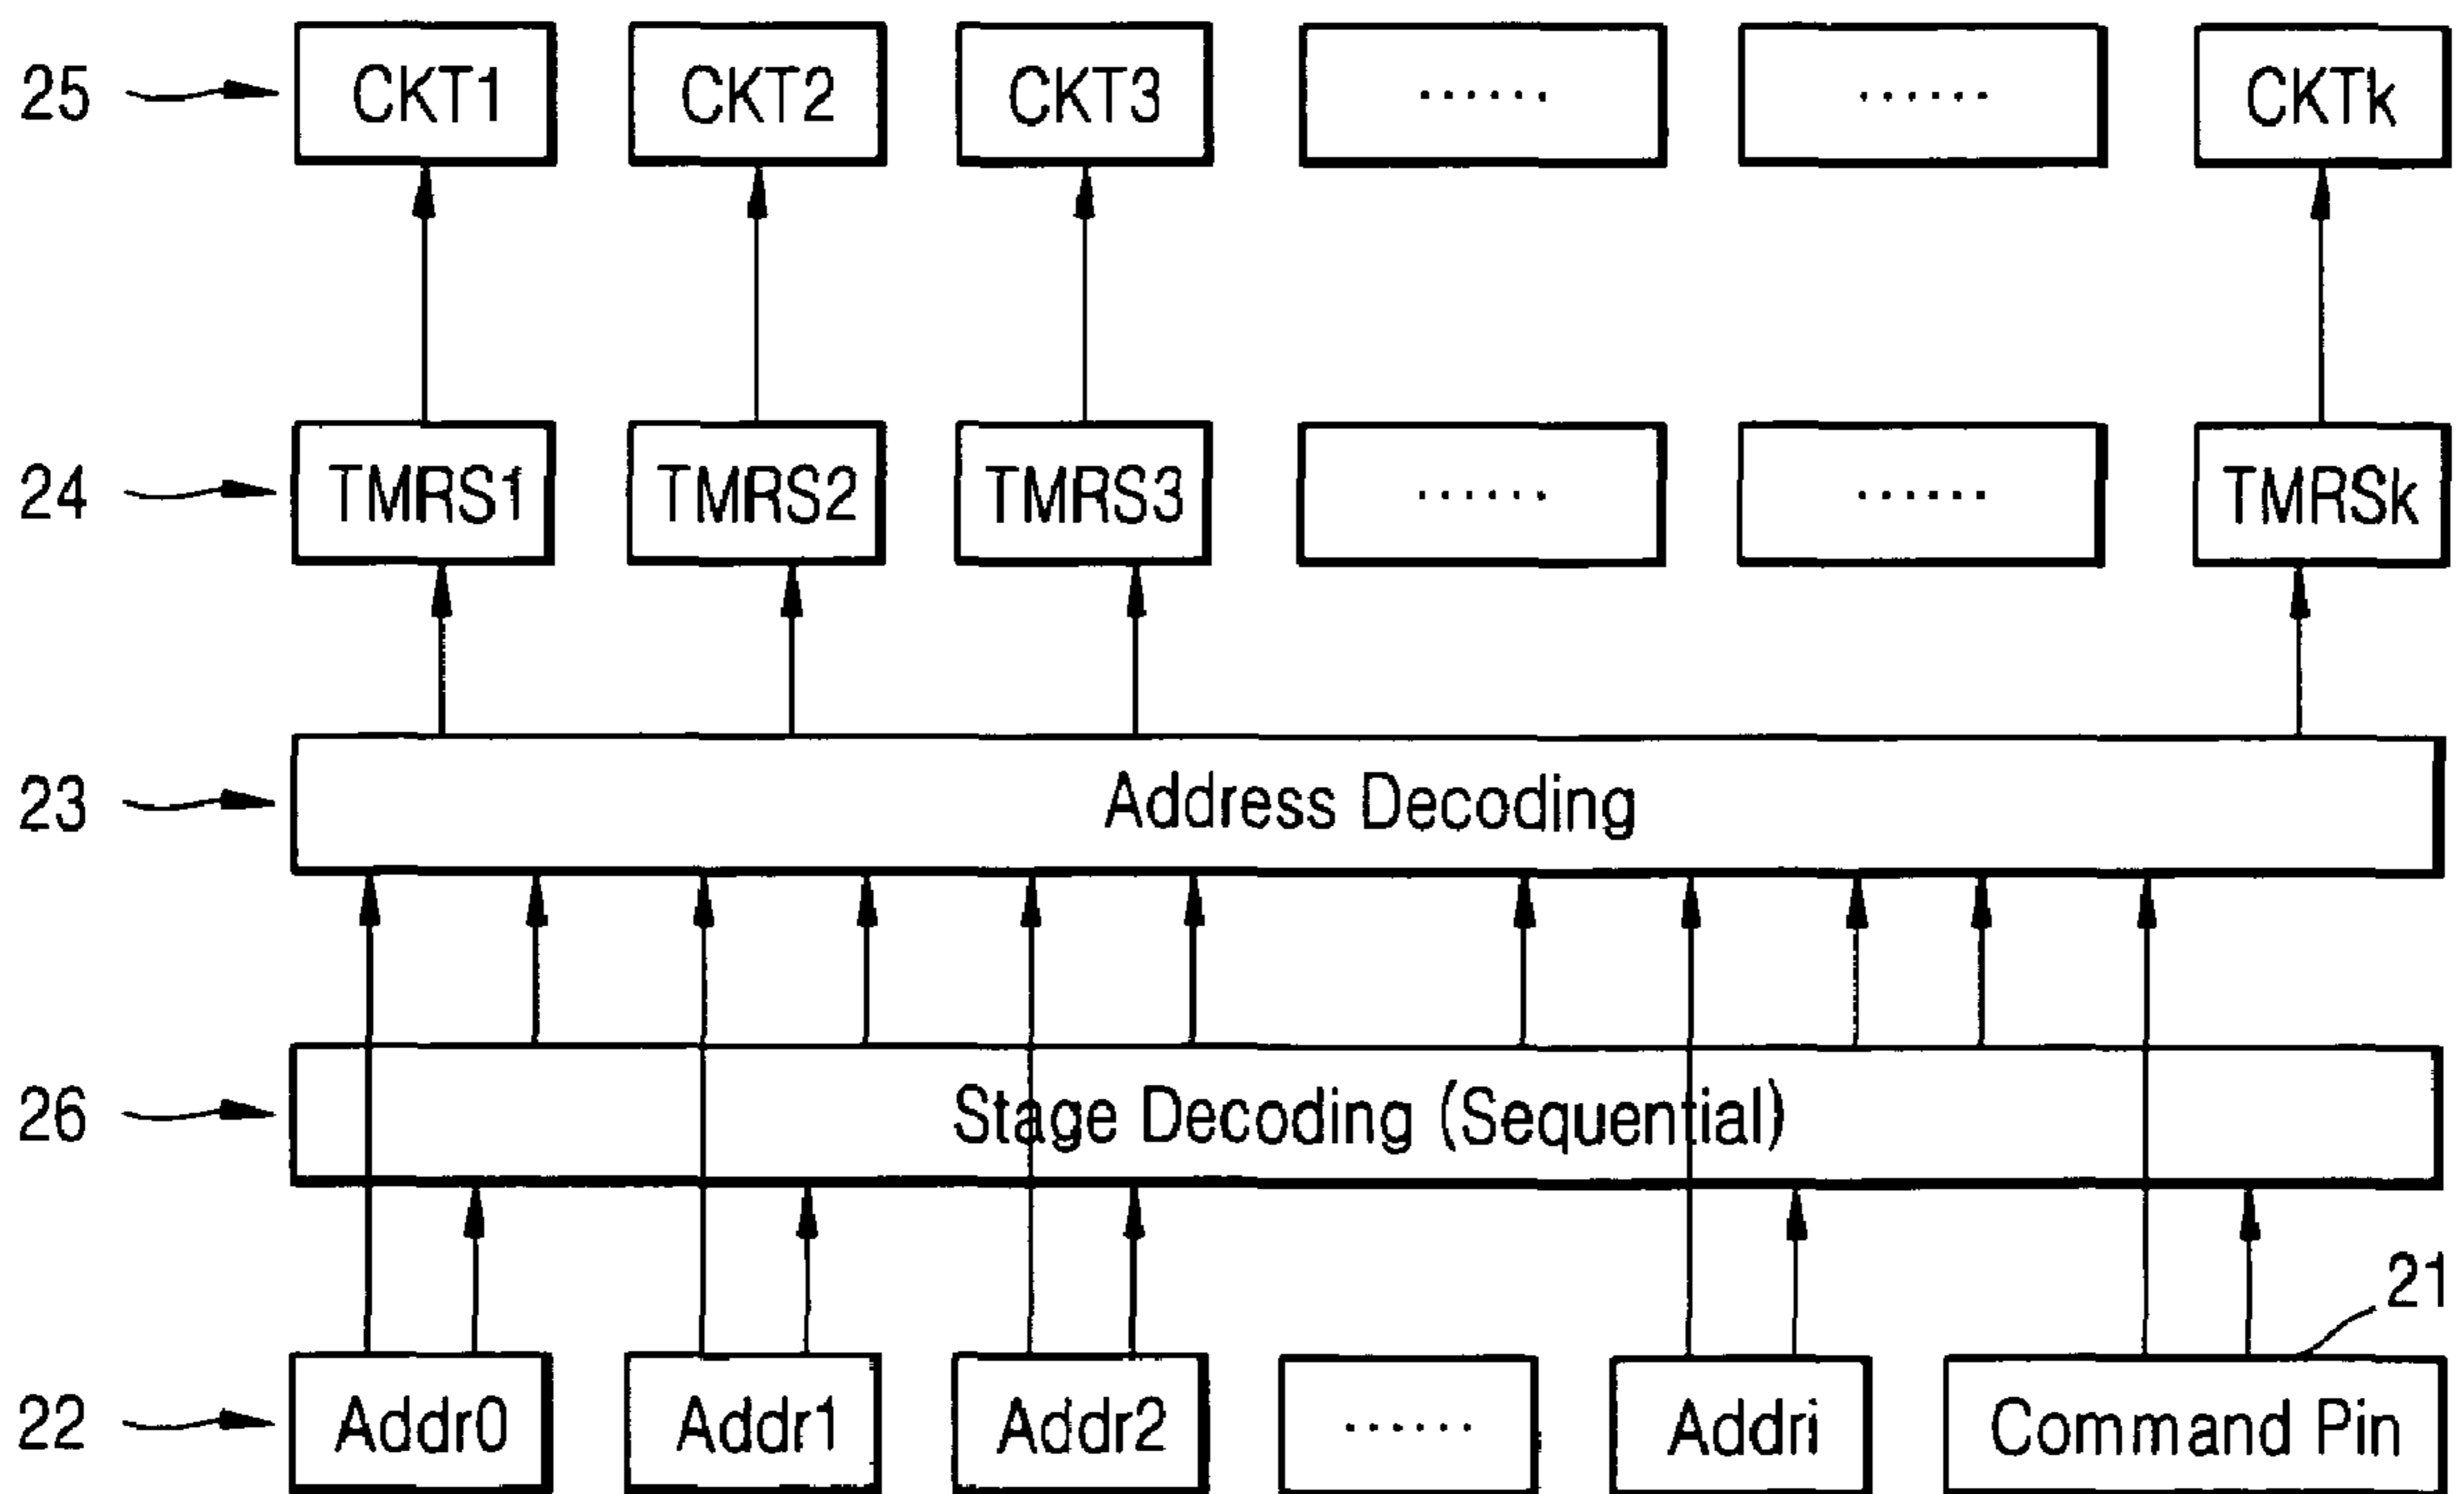 25 CKT1 CKT2 CKT3 ...... ...... CKTk
24 TMRS1 TMRS2 TMRS3 ...... ...... TMRSk
23 Address Decoding
26 Stage Decoding (Sequential)
21
22 Addr0 Addr1 Addr2 ...... Addri Command Pin